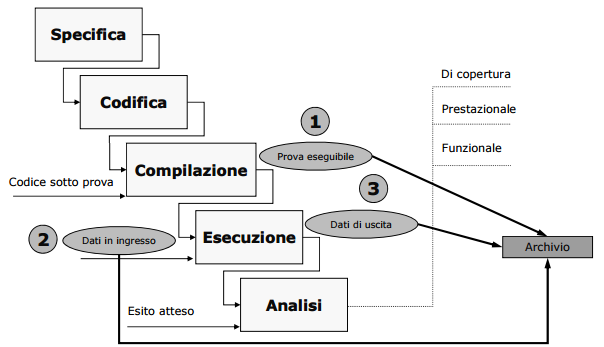 Specifica
Di copertura
Codifica
Prestazionale
1
Funzionale
Prova eseguibile
Compilazione
Codice sotto prova
3
Dati di uscita
2
Dati in ingresso
Esecuzione
Archivio
Analisi
Esito atteso